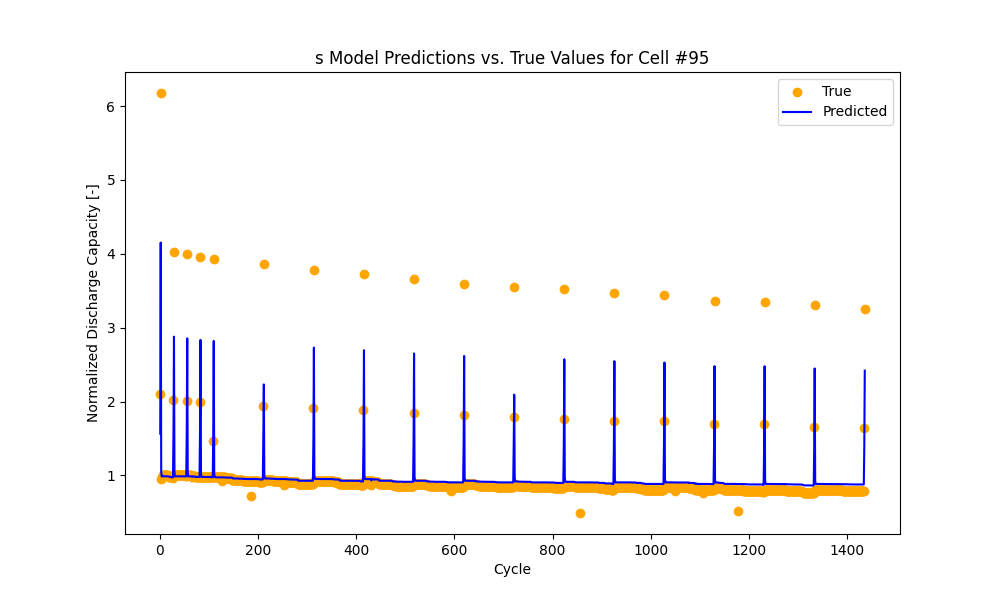 s Model Predictions vs. True Values for Cell #95
True
Predicted
Normalized Discharge Capacity [-]
6
5
4
3
2
1
0
200
400
600
800
1000
1200
1400
Cycle